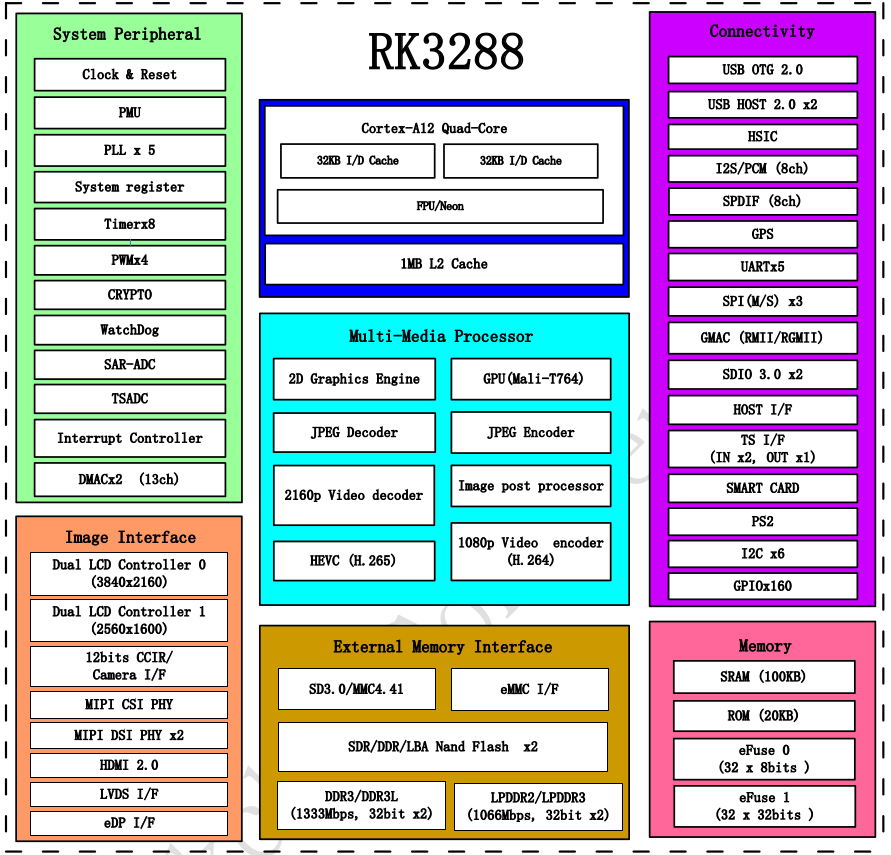 RK3288
System Peripheral
Clock & Reset
PMU
PLL x 5
System register
Timerx8
PWMx4
CRYPTO
WatchDog
SAR-ADC
TSADC
Interrupt Controller
DMACx2 (13ch)
Image Interface
Dual LCD Controller 0
(3840x2160)
Dual LCD Controller 1
(2560x1600)
12bits CCIR/
Camera I/F
MIPI CSI PHY
MIPI DSI PHY x2
HDMI 2.0
LVDS I/F
eDP I/F
Cortex-A12 Quad-Core
32KB I/D Cache
32KB I/D Cache
FPU/Neon
1MB L2 Cache
Multi-Media Processor
2D Graphics Engine
GPU(Mali-T764)
JPEG Decoder
JPEG Encoder
2160p Video decoder
Image post processor
HEVC (H.265)
1080p Video encoder
(H.264)
External Memory Interface
SD3.0/MMC4.41
eMMC I/F
SDR/DDR/LBA Nand Flash x2
DDR3/DDR3L
(1333Mbps, 32bit x2)
LPDDR2/LPDDR3
(1066Mbps, 32bit x2)
Connectivity
USB OTG 2.0
USB HOST 2.0 x2
HSIC
I2S/PCM (8ch)
SPDIF (8ch)
GPS
UARTx5
SPI(M/S) x3
GMAC (RMII/RGMII)
SDIO 3.0 x2
HOST I/F
TS I/F
(IN x2, OUT x1)
SMART CARD
PS2
I2C x6
GPIOx160
Memory
SRAM (100KB)
ROM (20KB)
eFuse 0
(32 x 8bits )
eFuse 1
(32 x 32bits )